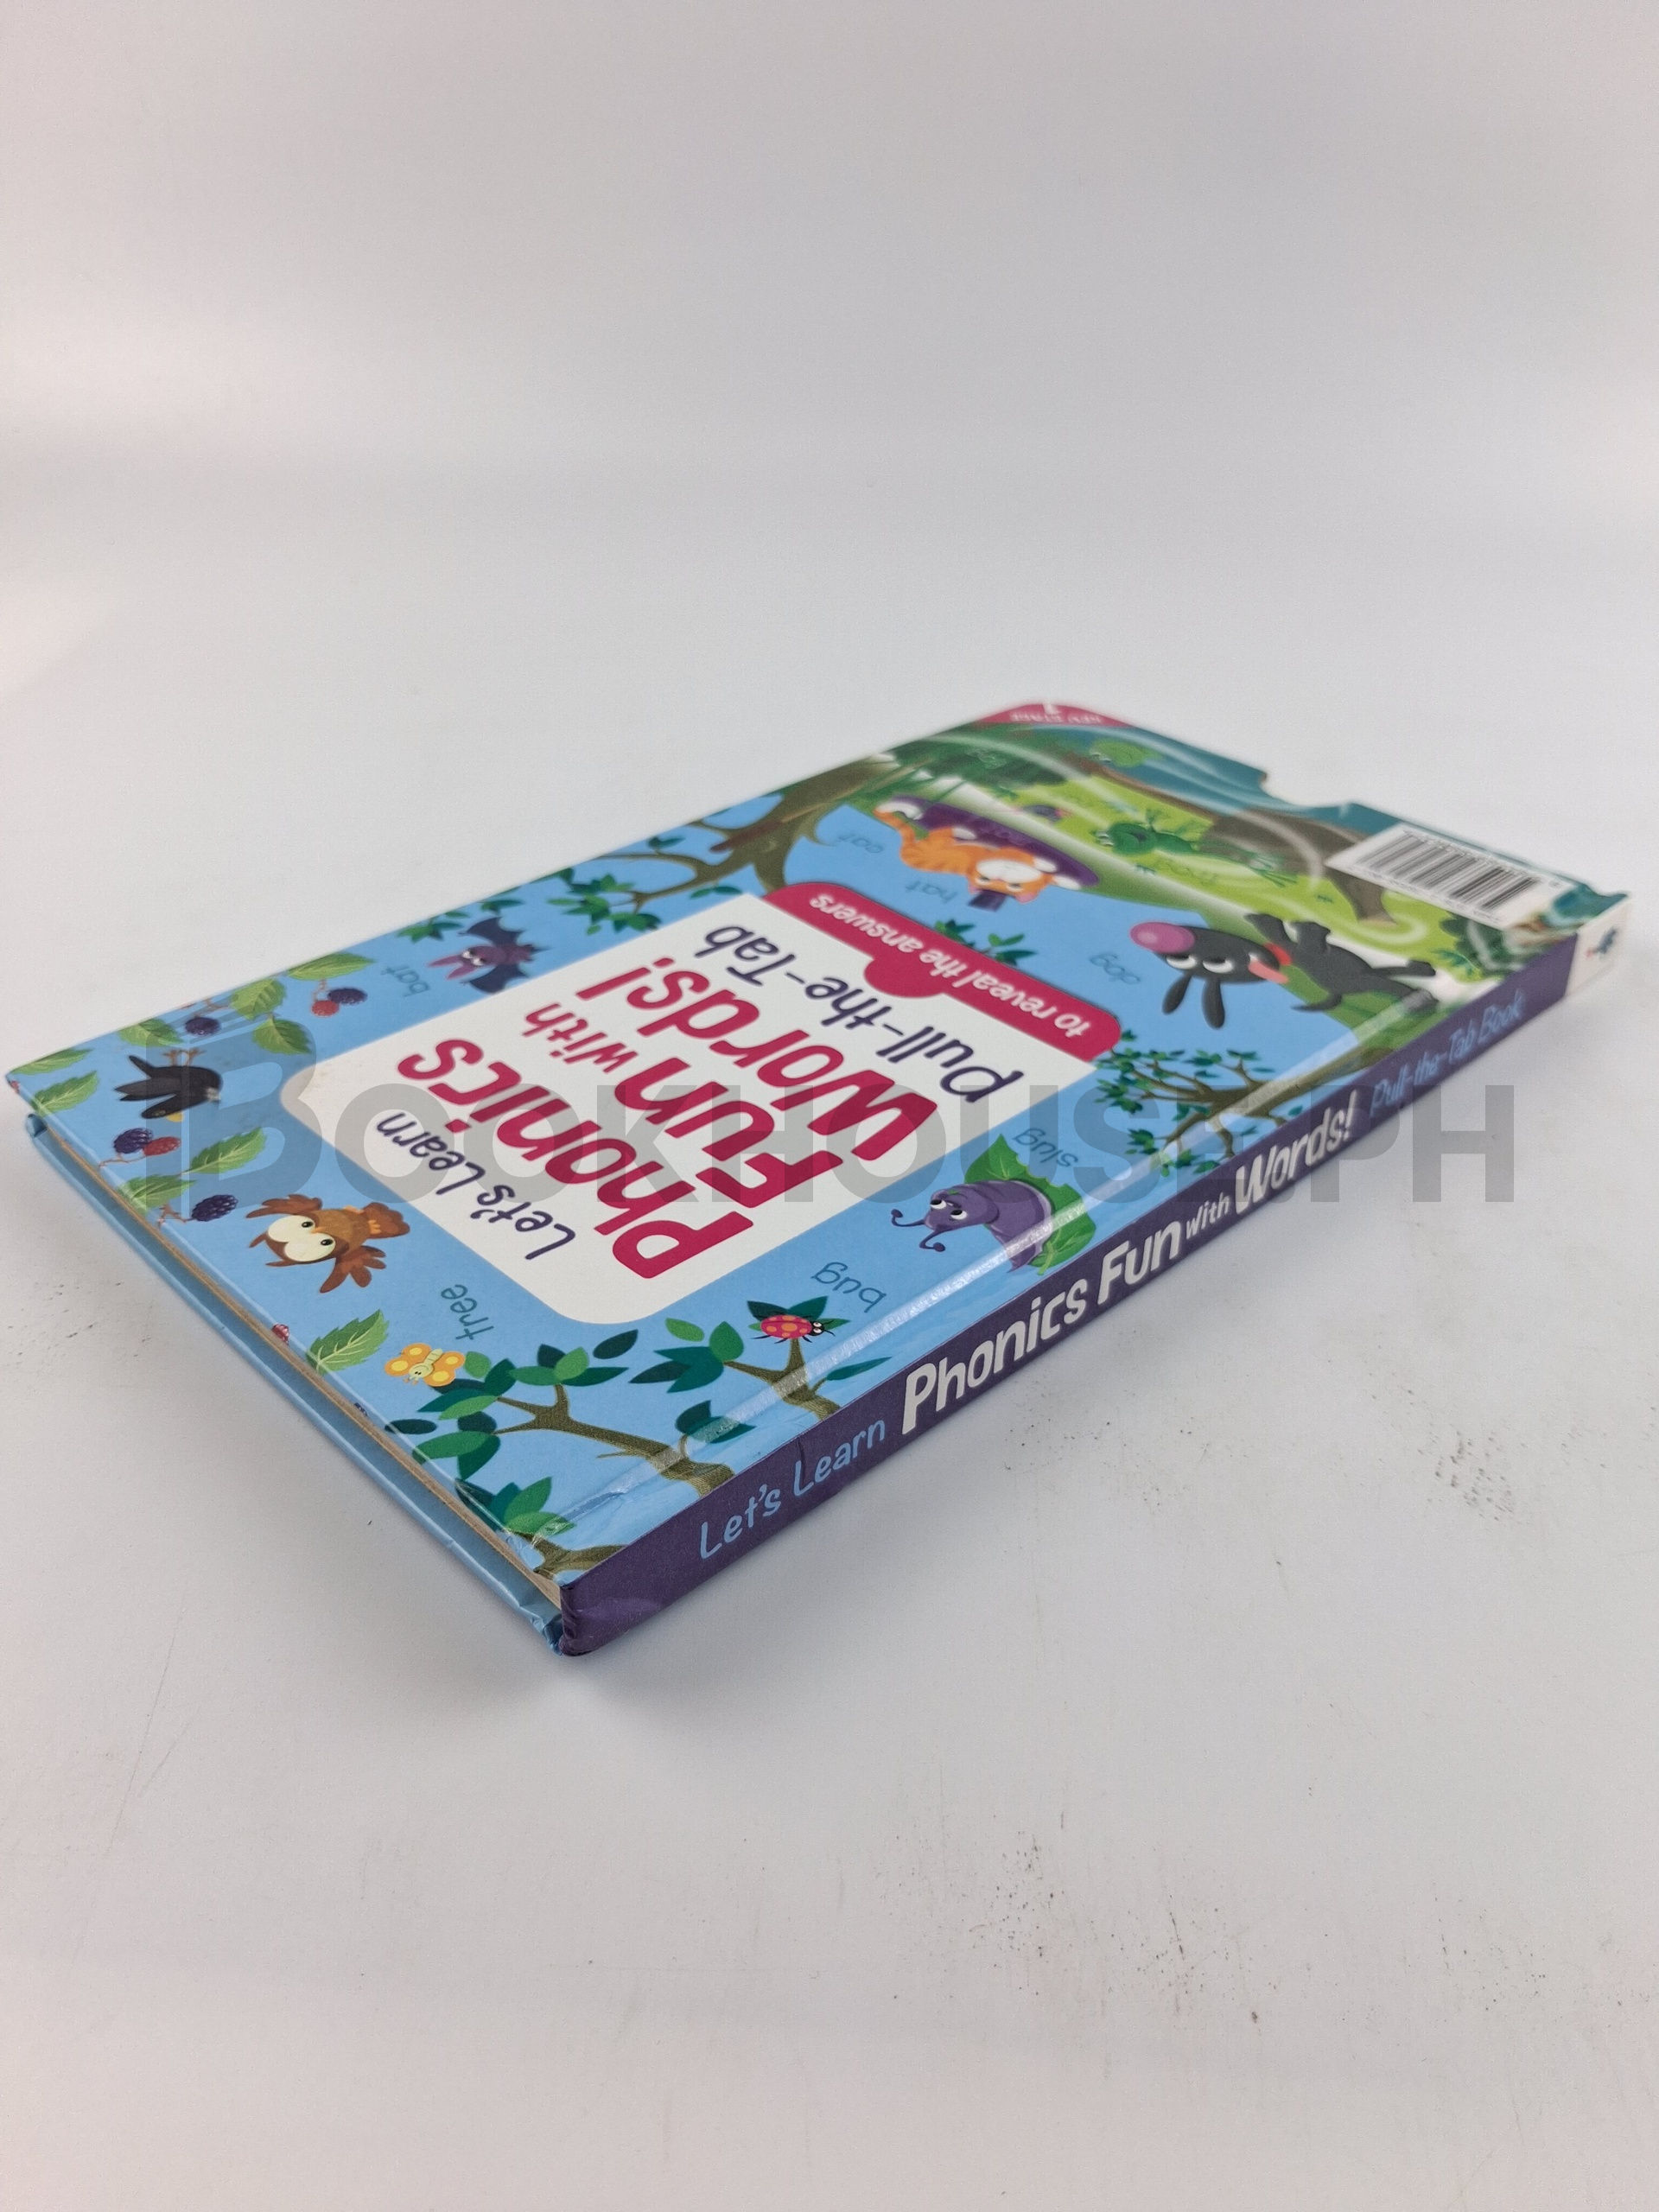 Let's Learn
Phonics
Fun with
Words!
Pull-the-Tab
to reveal the answers
bat
tree
bug
slug
dog
cat
hat
frog
Let's Learn Phonics Fun with Words! Pull-the-Tab Book
BOOKHOUSE PH